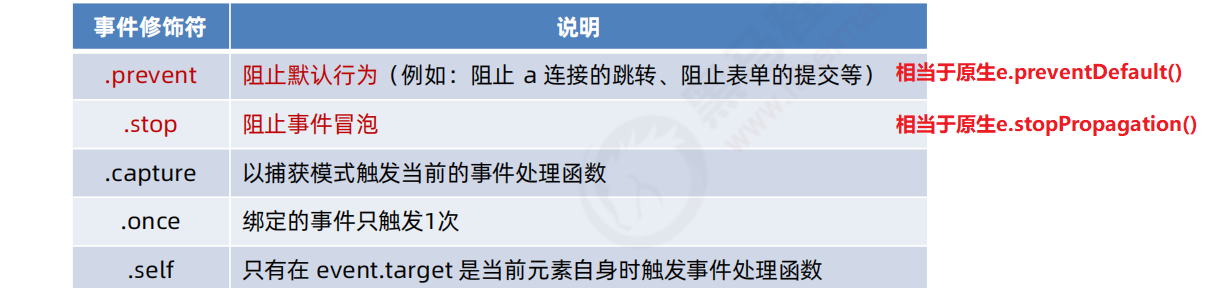 事件修饰符 说明
.prevent 阻止默认行为（例如：阻止 a 连接的跳转、阻止表单的提交等） 相当于原生e.preventDefault()
.stop 阻止事件冒泡 相当于原生e.stopPropagation()
.capture 以捕获模式触发当前的事件处理函数
.once 绑定的事件只触发1次
.self 只有在 event.target 是当前元素自身时触发事件处理函数